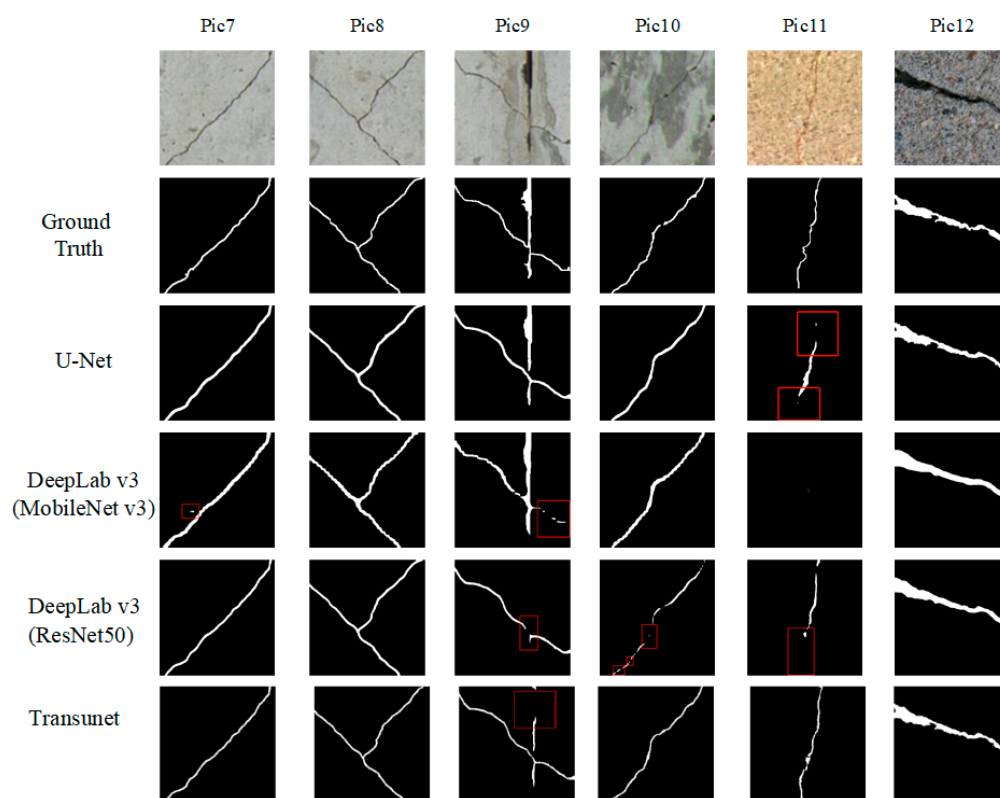 Pic7 Pic8 Pic9 Pic10 Pic11 Pic12
Ground
Truth
U-Net
DeepLab v3
(MobileNet v3)
DeepLab v3
(ResNet50)
Transunet